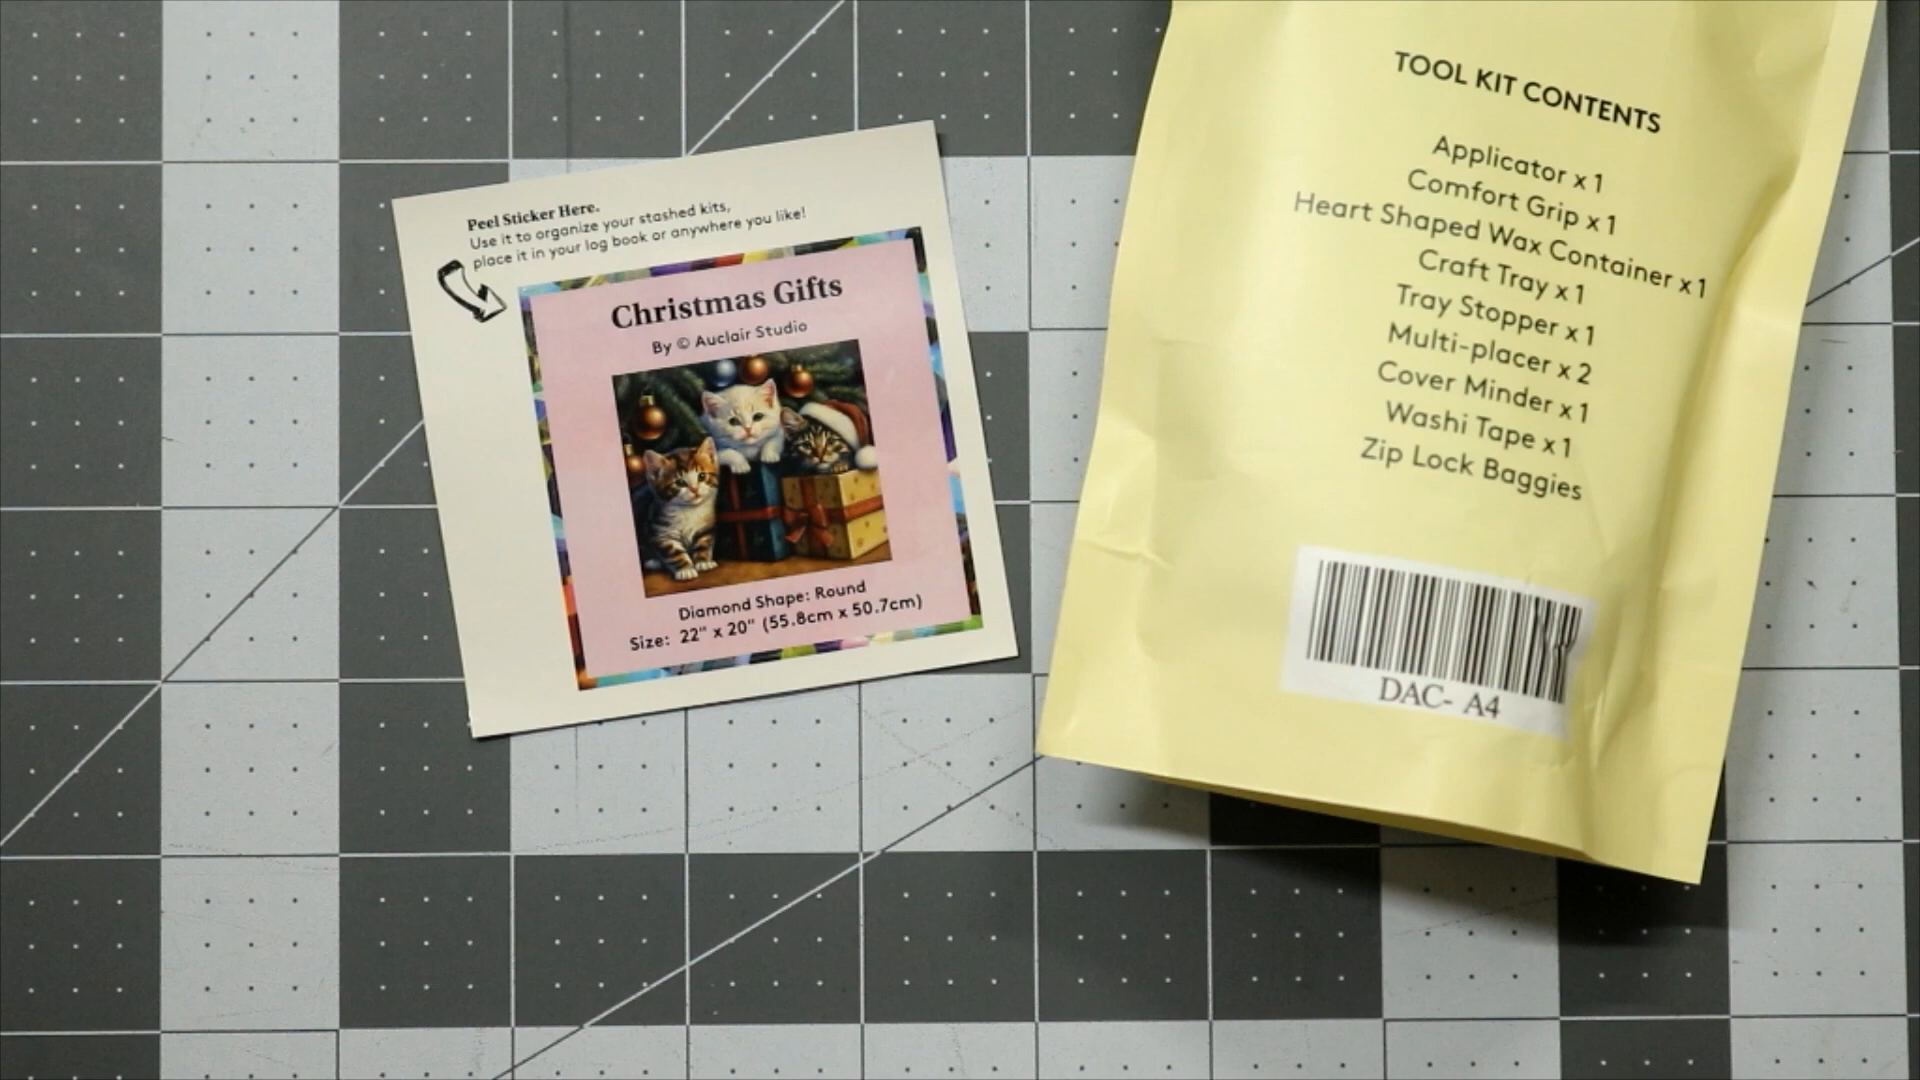 Peel Sticker Here.
Use it to organize your stashed kits,
place it in your log book or anywhere you like!
Christmas Gifts
By © Auclair Studio
Diamond Shape: Round
Size: 22" x 20" (55.8cm x 50.7cm)
TOOL KIT CONTENTS
Applicator x 1
Comfort Grip x 1
Heart Shaped Wax Container x 1
Craft Tray x 1
Tray Stopper x 1
Multi-placer x 2
Cover Minder x 1
Washi Tape x 1
Zip Lock Baggies
DAC- A4